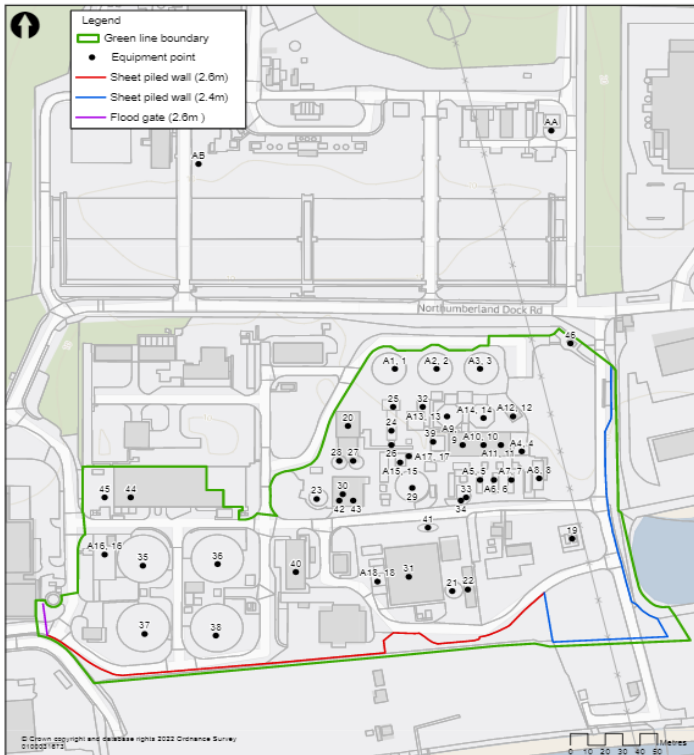 Legend
Green line boundary
Equipment point
Sheet piled wall (2.6m)
Sheet piled wall (2.4m)
Flood gate (2.6m )
AA
AB
Northumberland Dock Rd
46
A1, 1
A2, 2
A3, 3
25
32
A13, 13
A14, 14
A12, 12
20
24
A9,
9
39
A10, 10
A4, 4
26
A11, 11
28
27
A17, 17
A15, 15
A5, 5
A7, 7
A8, 8
A6, 6
45
44
23
30
29
33
42
43
34
41
19
A16, 16
35
36
40
A18, 18
31
21
22
37
38
© Crown copyright and database rights 2022 Ordnance Survey
0100031673
Metres
0 10 20 30 40 50